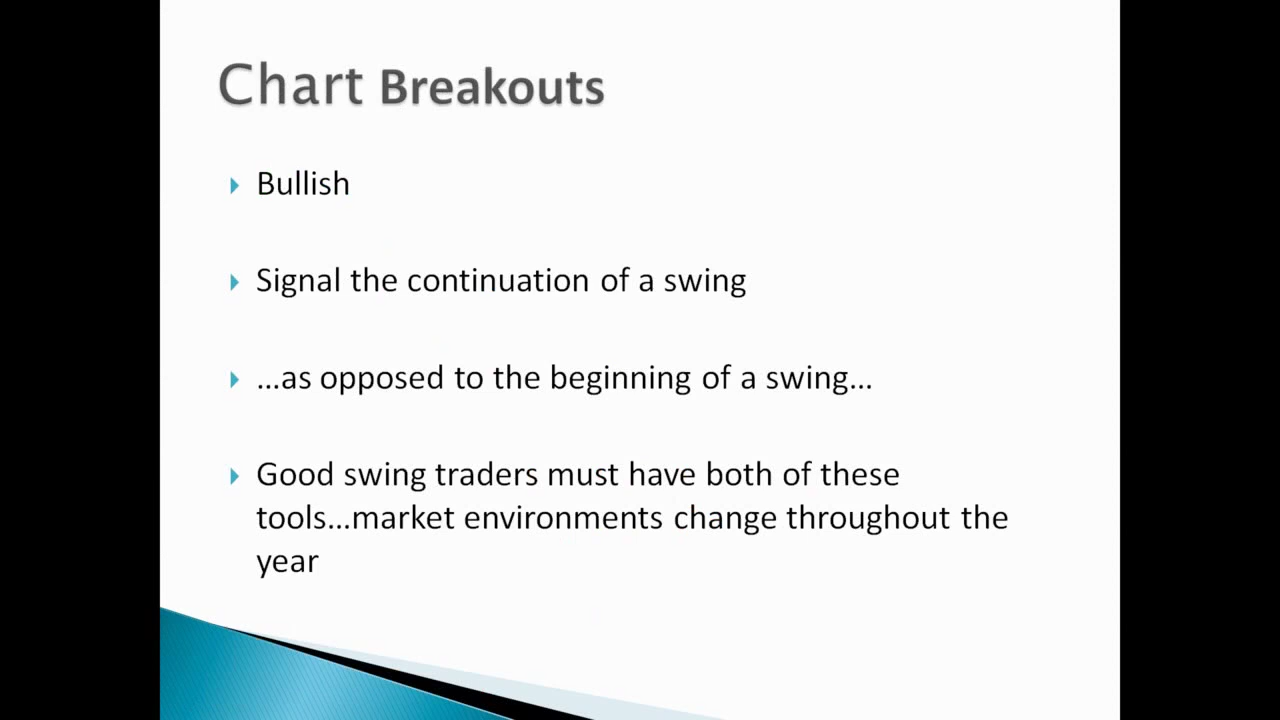 Chart Breakouts
Bullish
Signal the continuation of a swing
...as opposed to the beginning of a swing...
Good swing traders must have both of these
tools...market environments change throughout the
year